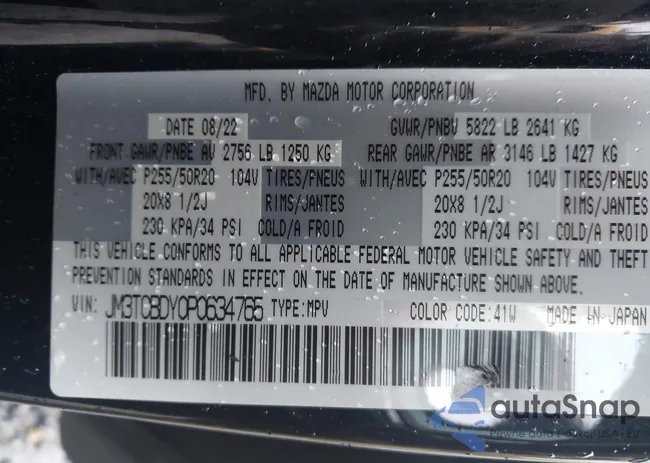 MFD. BY MAZDA MOTOR CORPORATION
DATE 08/22 GVWR/PNBV 5822 LB 2641 KG
FRONT GAWR/PNBE AV 2756 LB 1250 KG REAR GAWR/PNBE AR 3146 LB 1427 KG
WITH/AVEC P255/50R20 104V TIRES/PNEUS WITH/AVEC P255/50R20 104V TIRES/PNEUS
20X8 1/2J RIMS/JANTES 20X8 1/2J RIMS/JANTES
230 KPA/34 PSI COLD/A FROID 230 KPA/34 PSI COLD/A FROID
THIS VEHICLE CONFORMS TO ALL APPLICABLE FEDERAL MOTOR VEHICLE SAFETY AND THEFT
PREVENTION STANDARDS IN EFFECT ON THE DATE OF MANUFACTURE SHOWN ABOVE.
VIN: JM3TCBDY0P0634765 TYPE:MPV COLOR CODE:41W MADE IN JAPAN
autoSnap
Pewne auto z aukcji USA - EU